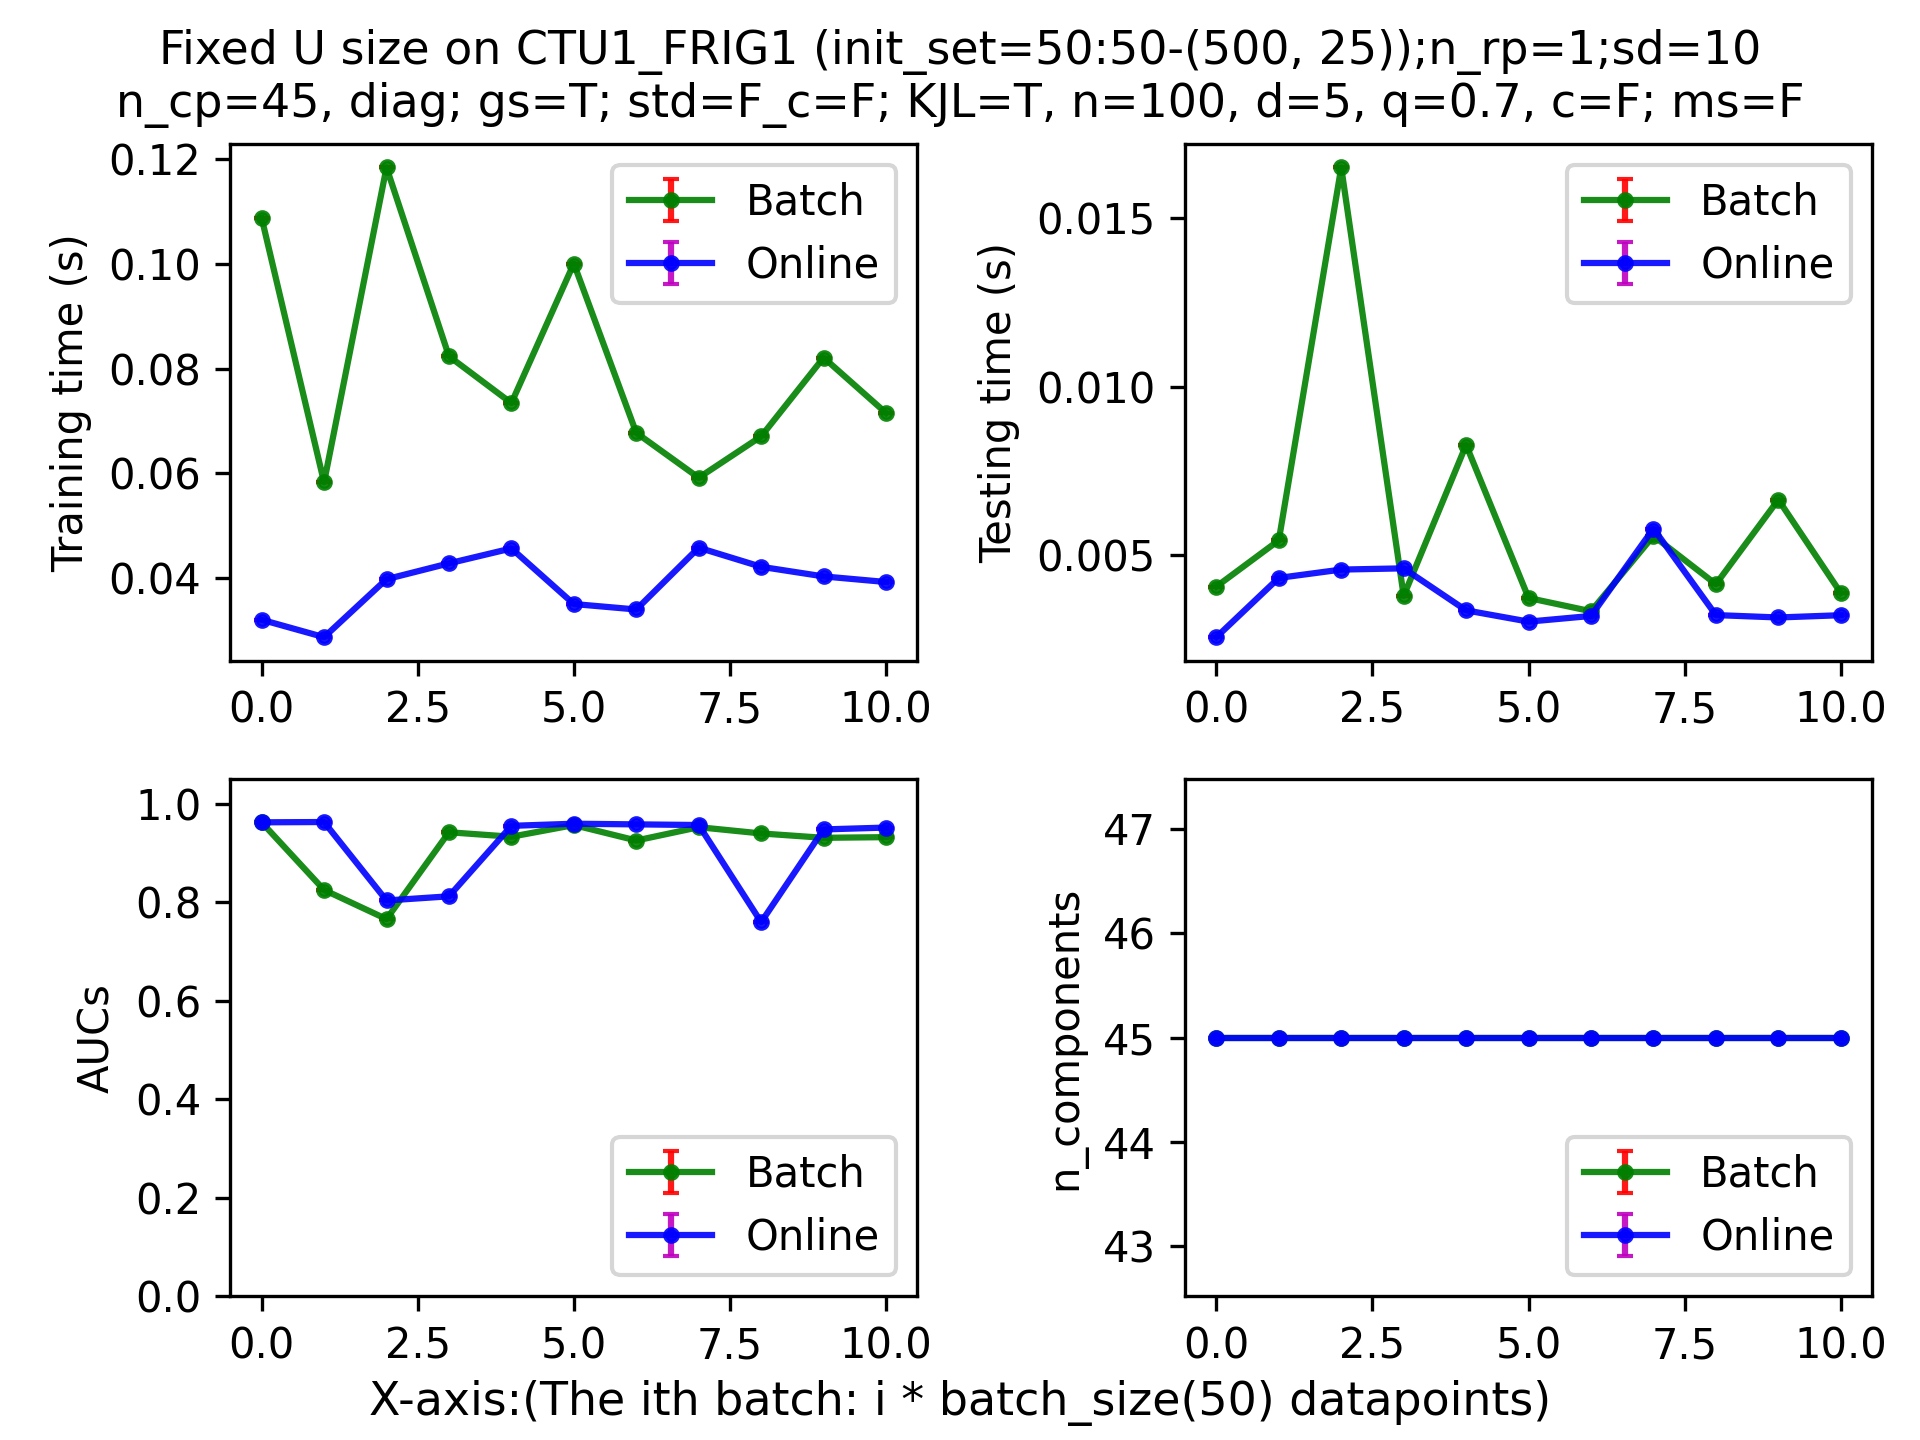 Fixed U size on CTU1_FRIG1 (init_set=50:50-(500, 25));n_rp=1;sd=10
n_cp=45, diag; gs=T; std=F_c=F; KJL=T, n=100, d=5, q=0.7, c=F; ms=F
Training time (s)
0.12
0.10
0.08
0.06
0.04
0.0 2.5 5.0 7.5 10.0
Batch
Online
Testing time (s)
0.015
0.010
0.005
0.0 2.5 5.0 7.5 10.0
Batch
Online
AUCs
1.0
0.8
0.6
0.4
0.2
0.0
0.0 2.5 5.0 7.5 10.0
Batch
Online
n_components
47
46
45
44
43
0.0 2.5 5.0 7.5 10.0
Batch
Online
X-axis:(The ith batch: i * batch_size(50) datapoints)